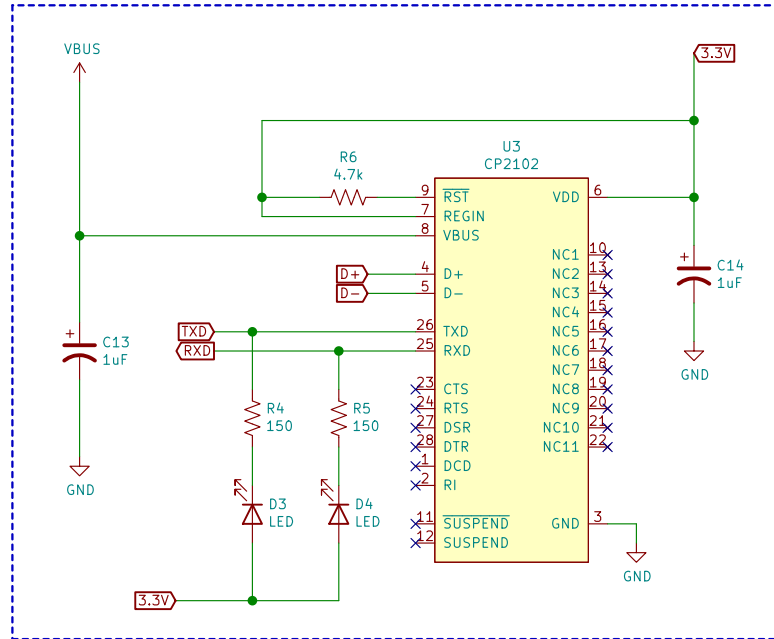 VBUS
3.3V
U3
CP2102
R6
4.7k
9 RST
7 REGIN
8 VBUS
4 D+
5 D-
26 TXD
25 RXD
23 CTS
24 RTS
27 DSR
28 DTR
1 DCD
2 RI
11 SUSPEND
12 SUSPEND
VDD 6
NC1 10
NC2 13
NC3 14
NC4 15
NC5 16
NC6 17
NC7 18
NC8 19
NC9 20
NC10 21
NC11 22
GND 3
GND
+
C14
1uF
GND
D+
D-
TXD
RXD
+
C13
1uF
GND
R4
150
R5
150
D3
LED
D4
LED
3.3V